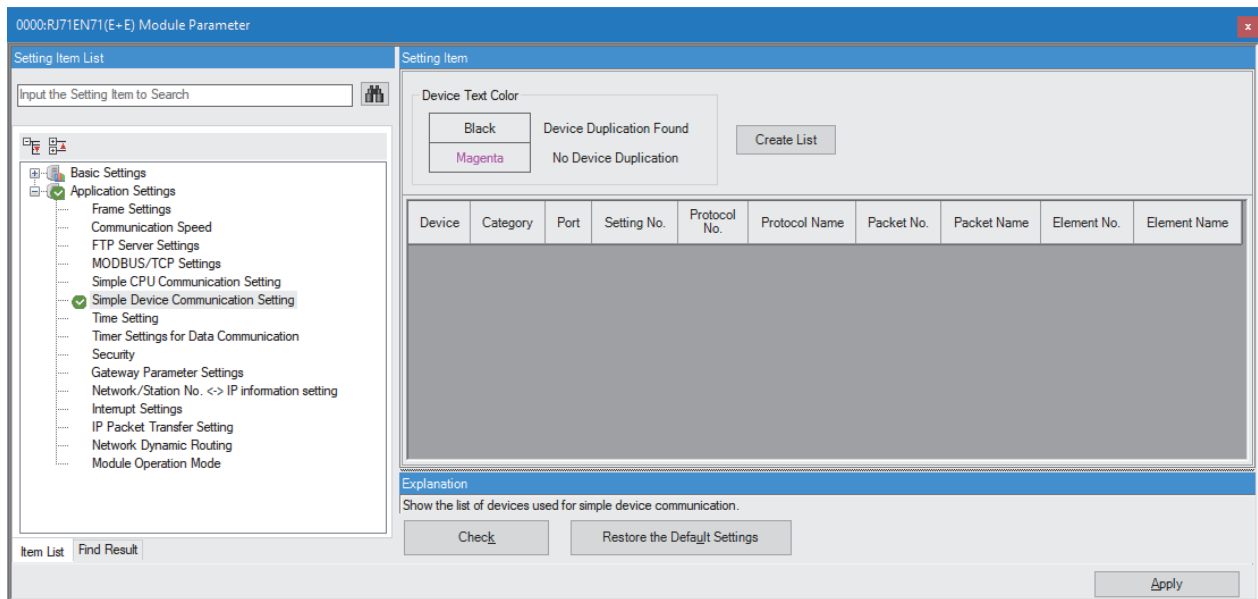 0000:RJ71EN71(E+E) Module Parameter
x
Setting Item List
Input the Setting Item to Search
Basic Settings
Application Settings
Frame Settings
Communication Speed
FTP Server Settings
MODBUS/TCP Settings
Simple CPU Communication Setting
Simple Device Communication Setting
Time Setting
Timer Settings for Data Communication
Security
Gateway Parameter Settings
Network/Station No. <-> IP information setting
Interrupt Settings
IP Packet Transfer Setting
Network Dynamic Routing
Module Operation Mode
Item List Find Result
Setting Item
Device Text Color
Black Device Duplication Found
Magenta No Device Duplication
Create List
Device Category Port Setting No. Protocol No. Protocol Name Packet No. Packet Name Element No. Element Name
Explanation
Show the list of devices used for simple device communication.
Check Restore the Default Settings
Apply